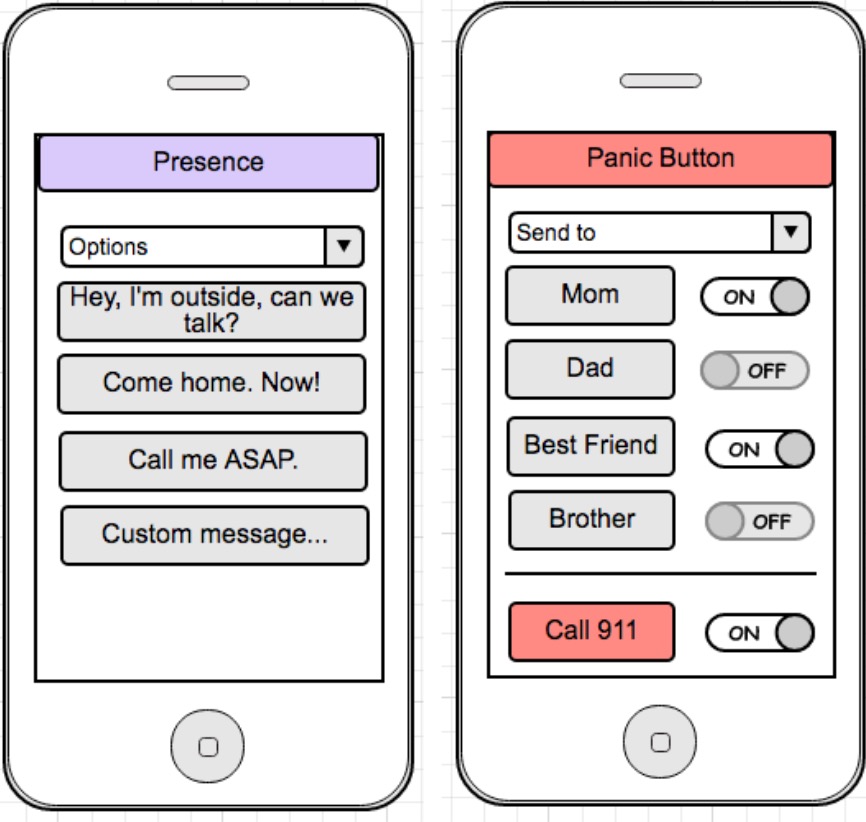 Presence
Options
Hey, I'm outside, can we
talk?
Come home. Now!
Call me ASAP.
Custom message...
Panic Button
Send to
Mom
ON
Dad
OFF
Best Friend
ON
Brother
OFF
Call 911
ON